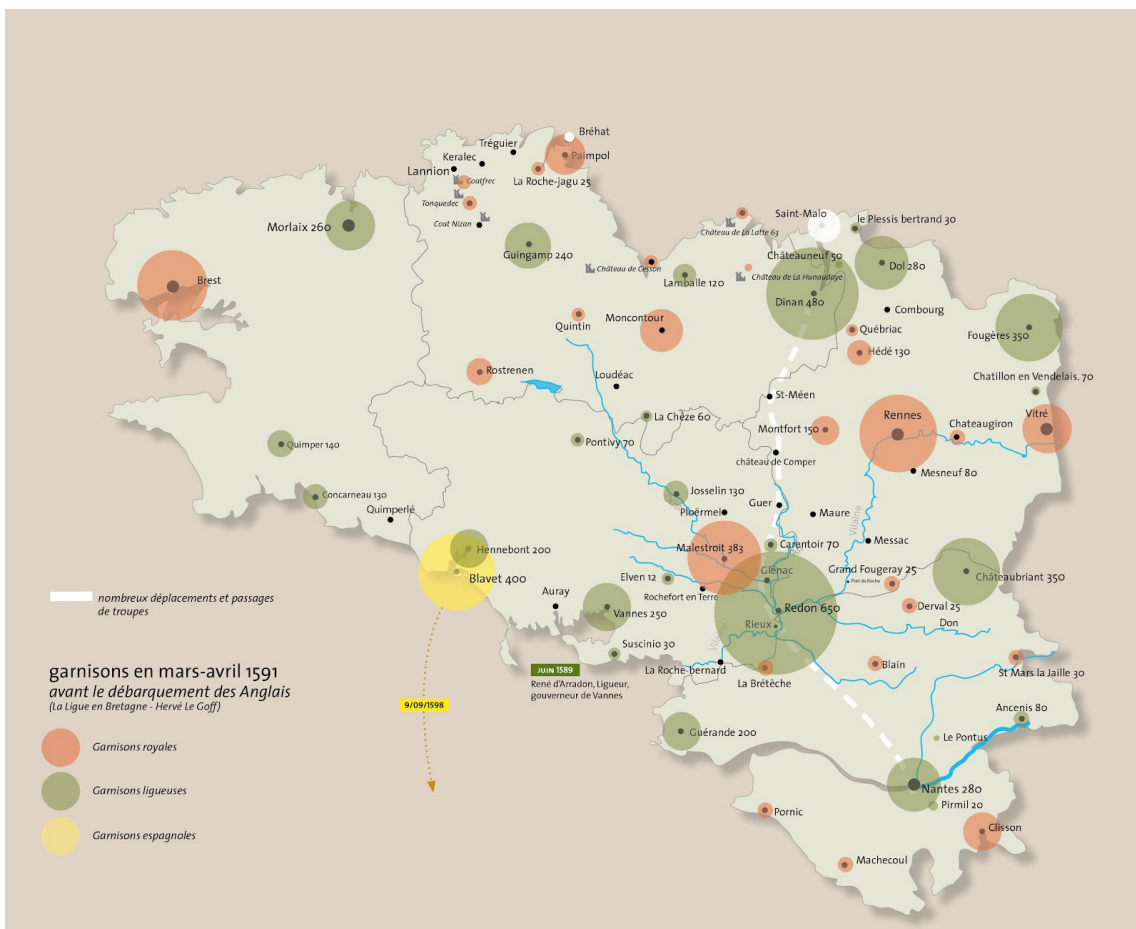 Bréhat
Tréguier
Paimpol
Keralec
Lannion
La Roche-jagu 25
Coatfrec
Tonquedec
Coat Nizan
Morlaix 260
Guingamp 240
Saint-Malo
le Plessis bertrand 30
Château de La Latte 63
Châteauneuf 50
Dol 280
Château de Cesson
Lamballe 120
Château de La Hunaudaye
Brest
Dinan 480
Combourg
Quintin
Moncontour
Québriac
Fougères 350
Hédé 130
Rostrenen
Loudéac
Chatillon en Vendelais. 70
St-Méen
La Chèze 60
Rennes
Vitré
Montfort 150
Chateaugiron
Quimper 140
Pontivy 70
château de Comper
Mesneuf 80
Concarneau 130
Josselin 130
Quimperlé
Ploërmel
Guer
Maure
Vilaine
Messac
Carentoir 70
Hennebont 200
Malestroit 383
Blavet 400
Elven 12
Glénac
Grand Fougeray 25
Port de Roche
Châteaubriant 350
Rochefort en Terre
Auray
Vannes 250
Redon 650
Derval 25
Rieux
Don
Vilaine
Suscinio 30
La Roche-bernard
La Brétèche
Blain
St Mars la Jaille 30
JUIN 1589
René d'Arradon, Ligueur,
gouverneur de Vannes
9/09/1598
Ancenis 80
Guérande 200
Le Pontus
Nantes 280
Pirmil 20
Pornic
Clisson
Machecoul
nombreux déplacements et passages
de troupes
garnisons en mars-avril 1591
avant le débarquement des Anglais
(La Ligue en Bretagne - Hervé Le Goff)
Garnisons royales
Garnisons ligueuses
Garnisons espagnoles